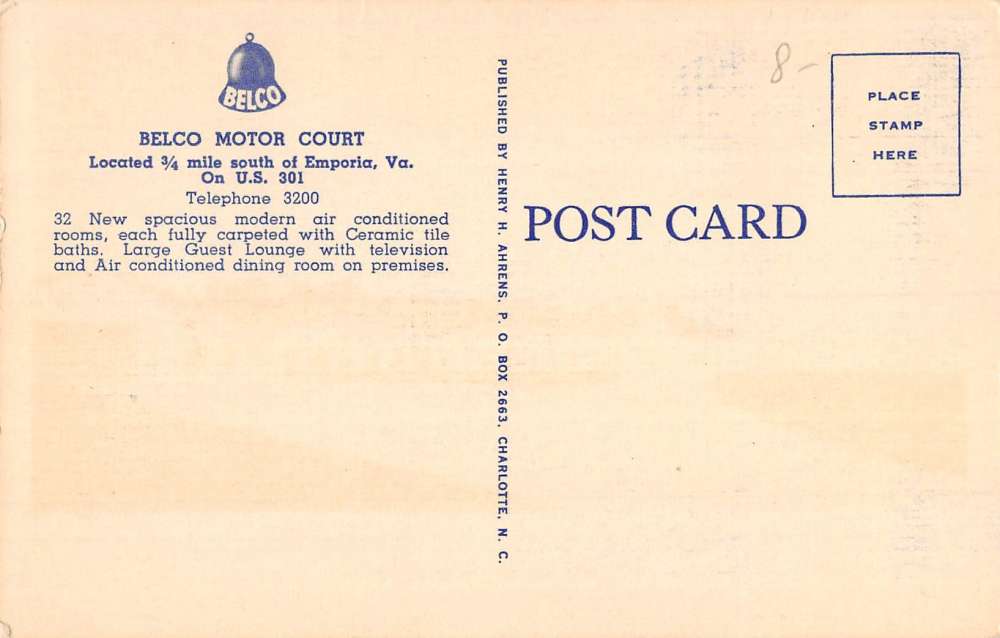 BELCO
BELCO MOTOR COURT
Located ¾ mile south of Emporia, Va.
On U.S. 301
Telephone 3200
32 New spacious modern air conditioned
rooms, each fully carpeted with Ceramic tile
baths. Large Guest Lounge with television
and Air conditioned dining room on premises.
PUBLISHED BY HENRY H. AHRENS. P. O. BOX 2663. CHARLOTTE, N. C.
8-
PLACE
STAMP
HERE
POST CARD